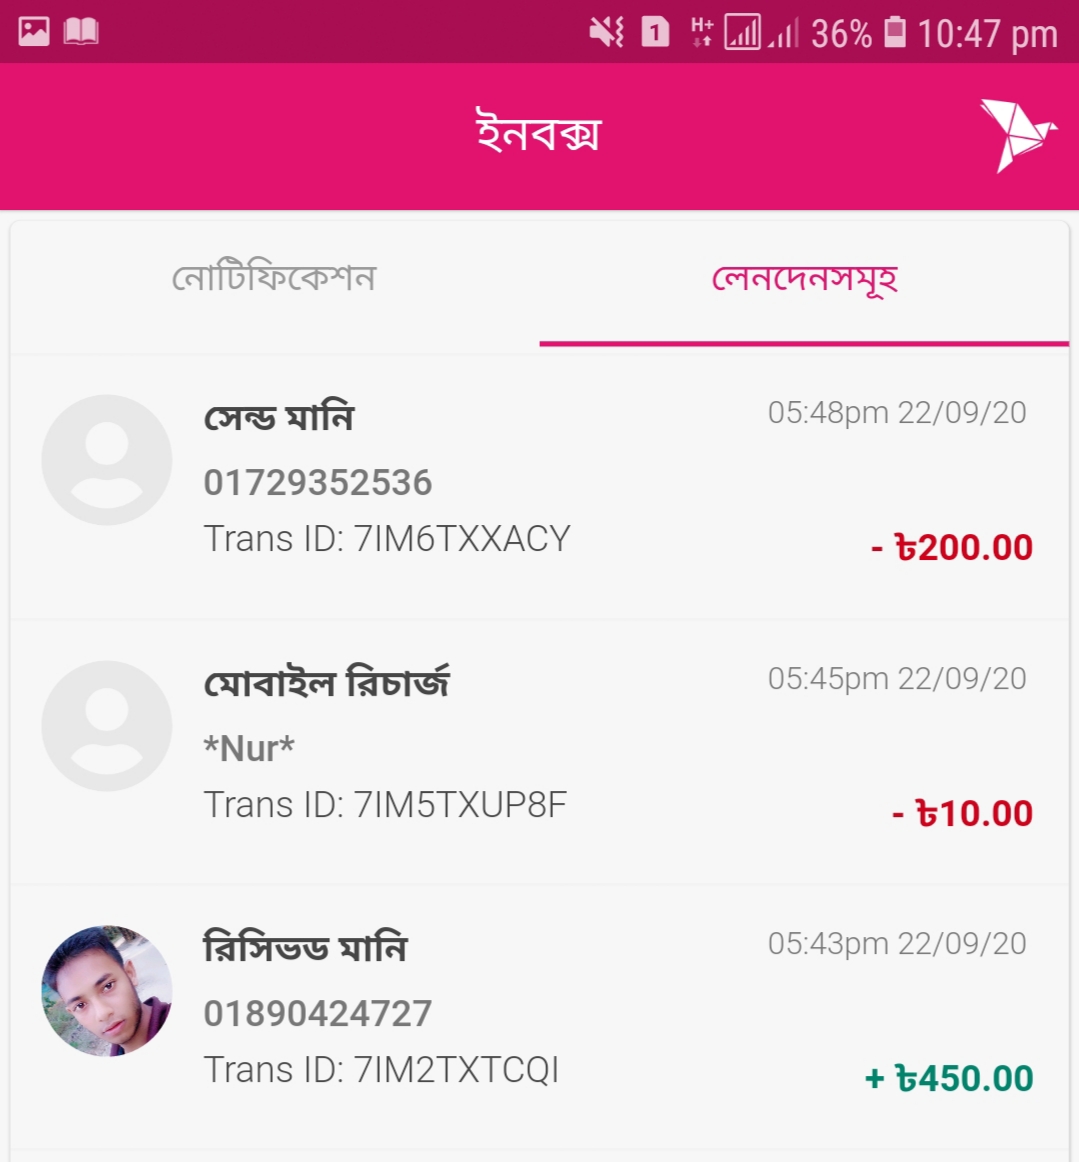 1 H+ 36% 10:47 pm
ইনবক্স
নোটিফিকেশন লেনদেনসমূহ
সেন্ড মানি 05:48pm 22/09/20
01729352536
Trans ID: 7IM6TXXACY
- ৳200.00
মোবাইল রিচার্জ 05:45pm 22/09/20
*Nur*
Trans ID: 7IM5TXUP8F
- ৳10.00
রিসিভড মানি 05:43pm 22/09/20
01890424727
Trans ID: 7IM2TXTCQI
+ ৳450.00